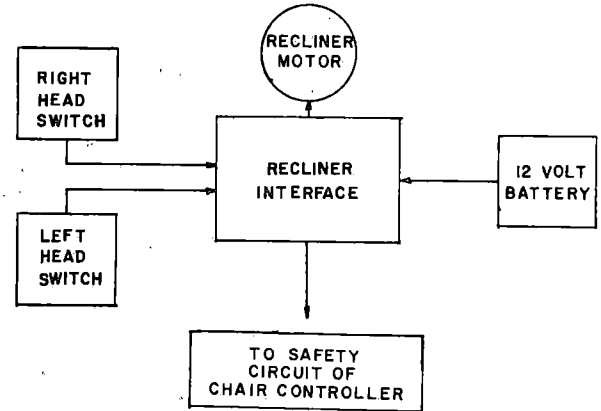 RECLINER
MOTOR
RIGHT
HEAD
SWITCH
RECLINER
INTERFACE
12 VOLT
BATTERY
LEFT
HEAD
SWITCH
TO SAFETY
CIRCUIT OF
CHAIR CONTROLLER